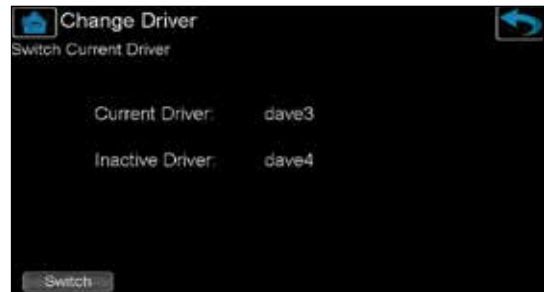 Change Driver
Switch Current Driver
Current Driver: dave3
Inactive Driver: dave4
Switch